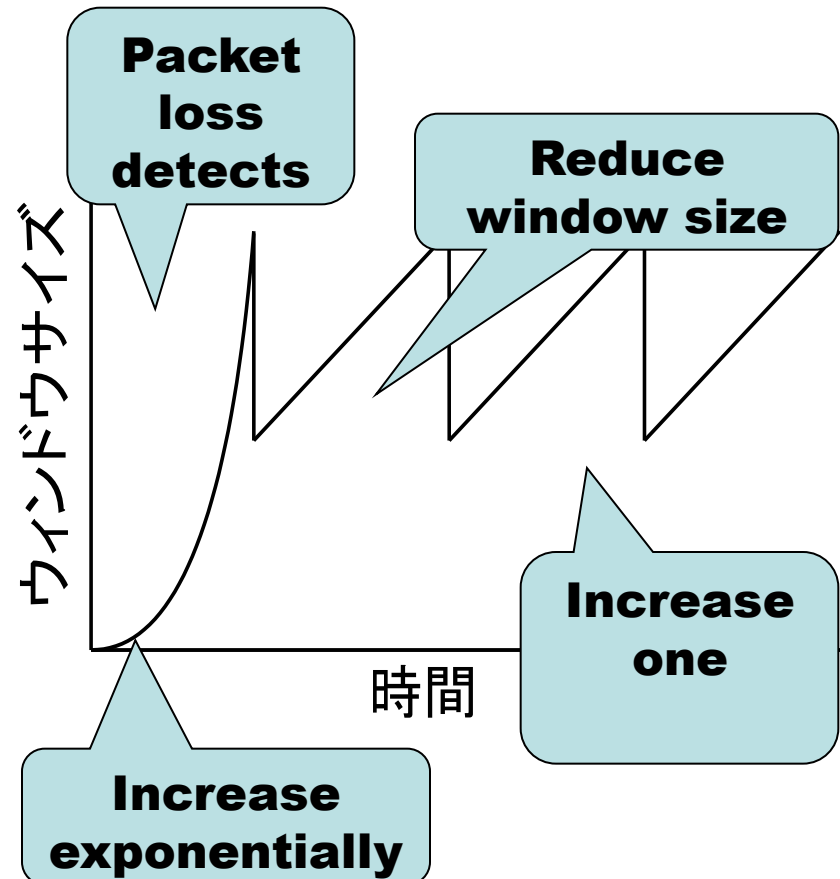 Packet
loss
detects
Reduce
window size
ウィンドウサイズ
Increase
one
時間
Increase
exponentially